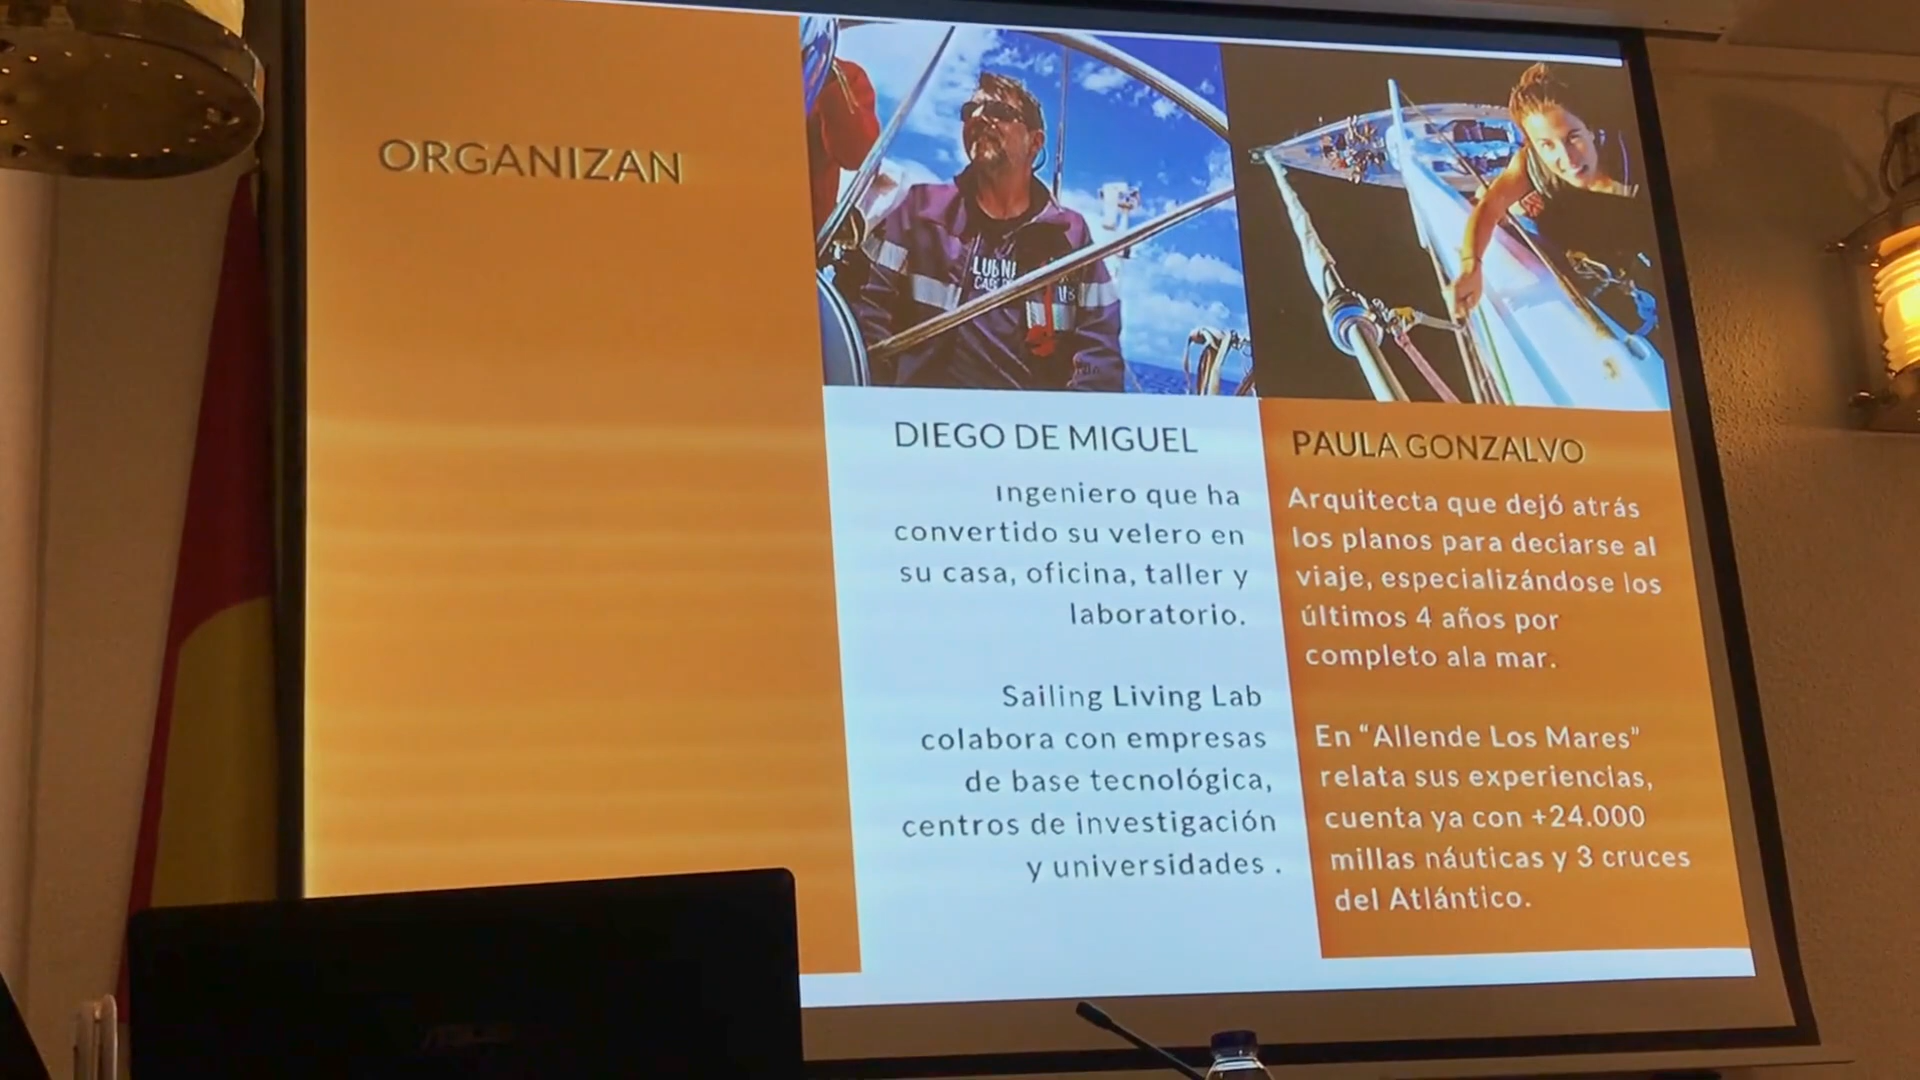 ORGANIZAN
DIEGO DE MIGUEL
Ingeniero que ha
convertido su velero en
su casa, oficina, taller y
laboratorio.
Sailing Living Lab
colabora con empresas
de base tecnológica,
centros de investigación
y universidades .
PAULA GONZALVO
Arquitecta que dejó atrás
los planos para deciarse al
viaje, especializándose los
últimos 4 años por
completo ala mar.
En “Allende Los Mares”
relata sus experiencias,
cuenta ya con +24.000
millas náuticas y 3 cruces
del Atlántico.